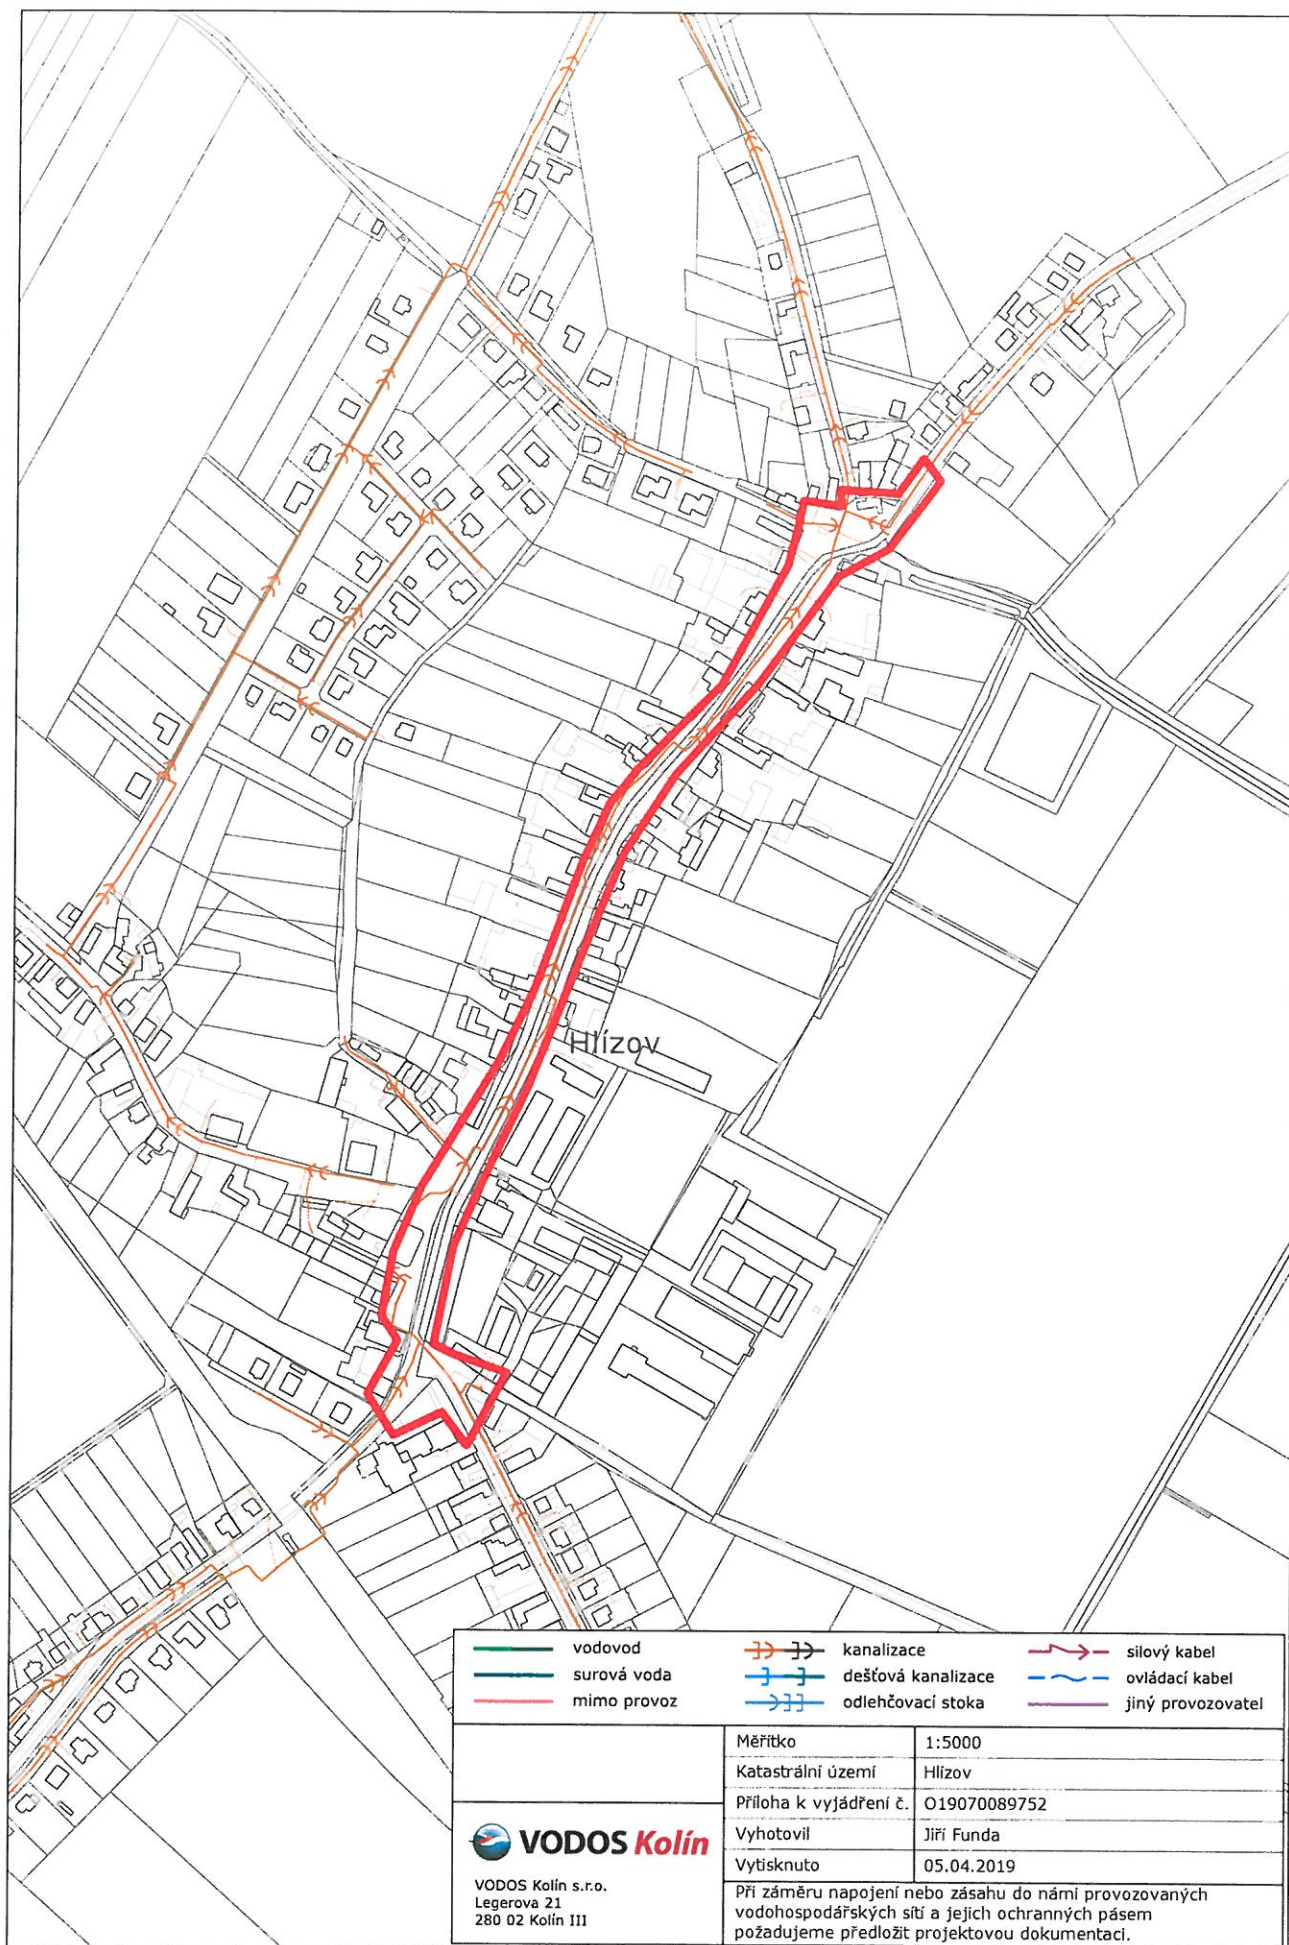 Hlízov
vodovod
kanalizace
silový kabel
surová voda
dešťová kanalizace
ovládací kabel
mimo provoz
odlehčovací stoka
jiný provozovatel
Měřítko 1:5000
Katastrální území Hlízov
Příloha k vyjádření č. O19070089752
Vyhotovil Jiří Funda
Vytisknuto 05.04.2019
VODOS Kolín
VODOS Kolín s.r.o.
Legerova 21
280 02 Kolín III
Při záměru napojení nebo zásahu do námi provozovaných
vodohospodářských sítí a jejich ochranných pásem
požadujeme předložit projektovou dokumentaci.